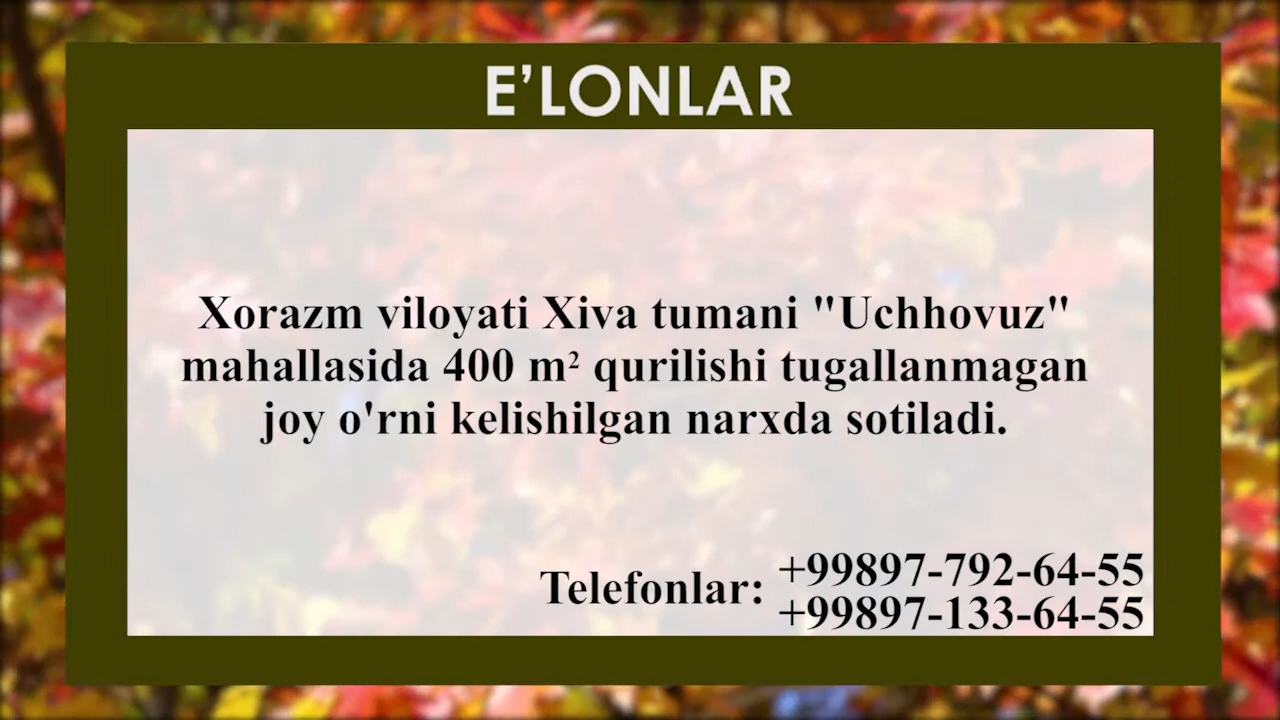 E’LONLAR
Xorazm viloyati Xiva tumani "Uchhovuz"
mahallasida 400 m² qurilishi tugallanmagan
joy o'rni kelishilgan narxda sotiladi.
Telefonlar: +99897-792-64-55
+99897-133-64-55